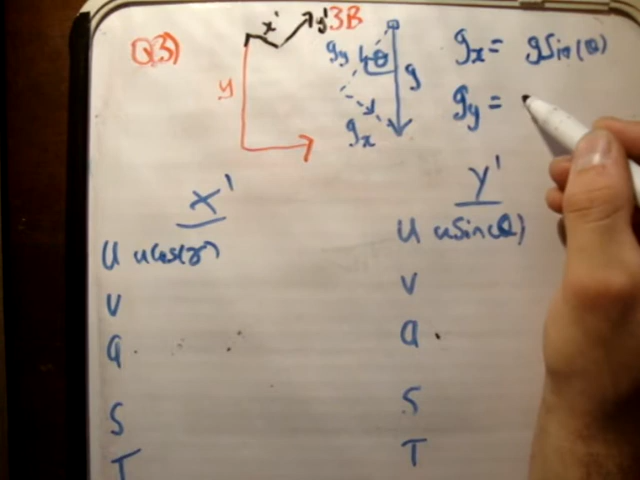 Q3)
x' y' 3B
y
gy θ g
gx
gx = gSin(θ)
gy =
x'
y'
U uCos(γ)
U uSin(θ)
V
V
a
a
S
S
T
T